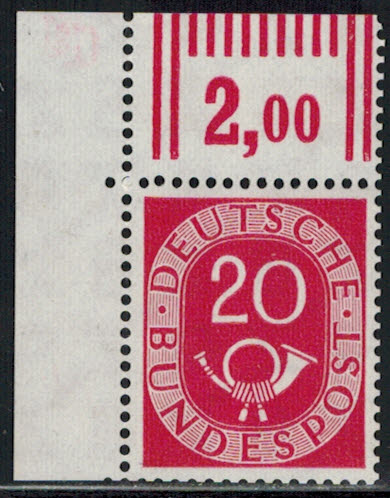 2,00
· DEUTSCHE ·
20
BUNDESPOST